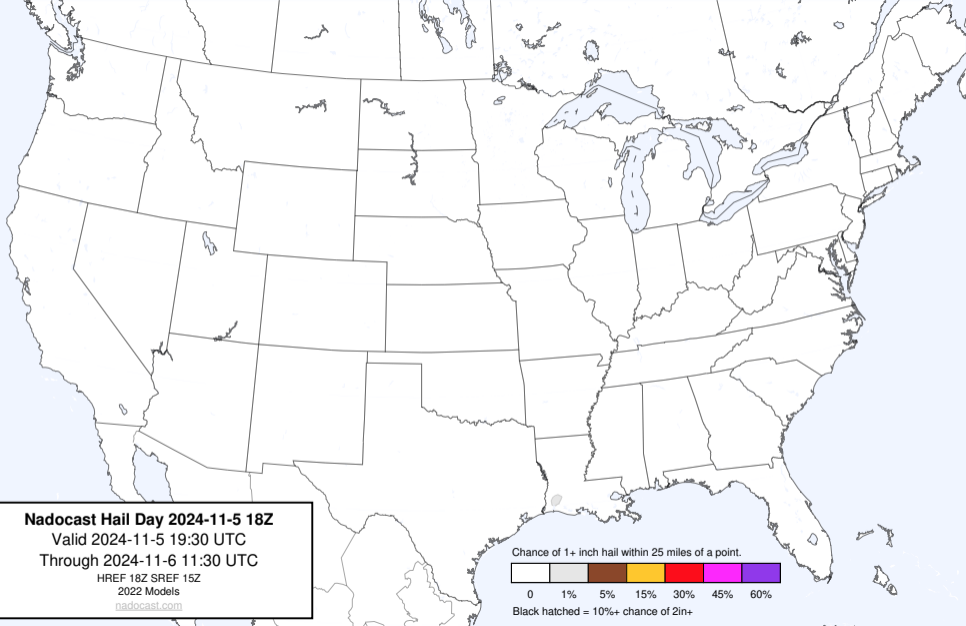 Nadocast Hail Day 2024-11-5 18Z
Valid 2024-11-5 19:30 UTC
Through 2024-11-6 11:30 UTC
HREF 18Z SREF 15Z
2022 Models
nadocast.com
Chance of 1+ inch hail within 25 miles of a point.
0 1% 5% 15% 30% 45% 60%
Black hatched = 10%+ chance of 2in+